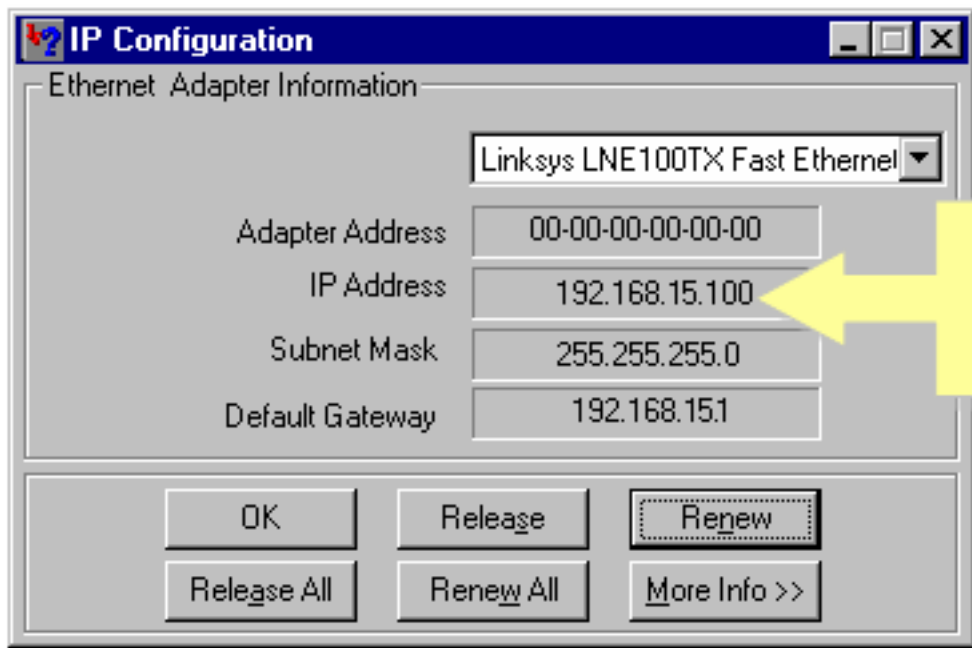 IP Configuration
Ethernet Adapter Information
Linksys LNE100TX Fast Ethernet
Adapter Address 00-00-00-00-00-00
IP Address 192.168.15.100
Subnet Mask 255.255.255.0
Default Gateway 192.168.15.1
OK Release Renew
Release All Renew All More Info >>